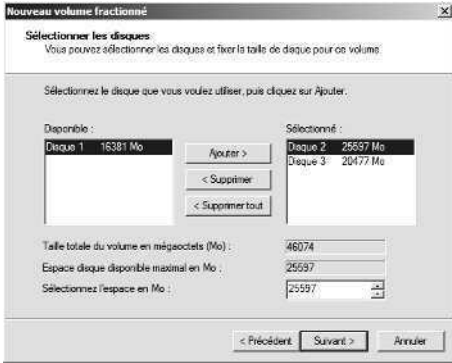 Nouveau volume fractionné
Sélectionner les disques
Vous pouvez sélectionner les disques et fixer la taille de disque pour ce volume.
Sélectionnez le disque que vous voulez utiliser, puis cliquez sur Ajouter.
Disponible :
Disque 1 16381 Mo
Ajouter >
< Supprimer
< Supprimer tout
Sélectionné :
Disque 2 25597 Mo
Disque 3 20477 Mo
Taille totale du volume en mégaoctets (Mo) : 46074
Espace disque disponible maximal en Mo : 25597
Sélectionnez l'espace en Mo : 25597
< Précédent Suivant > Annuler